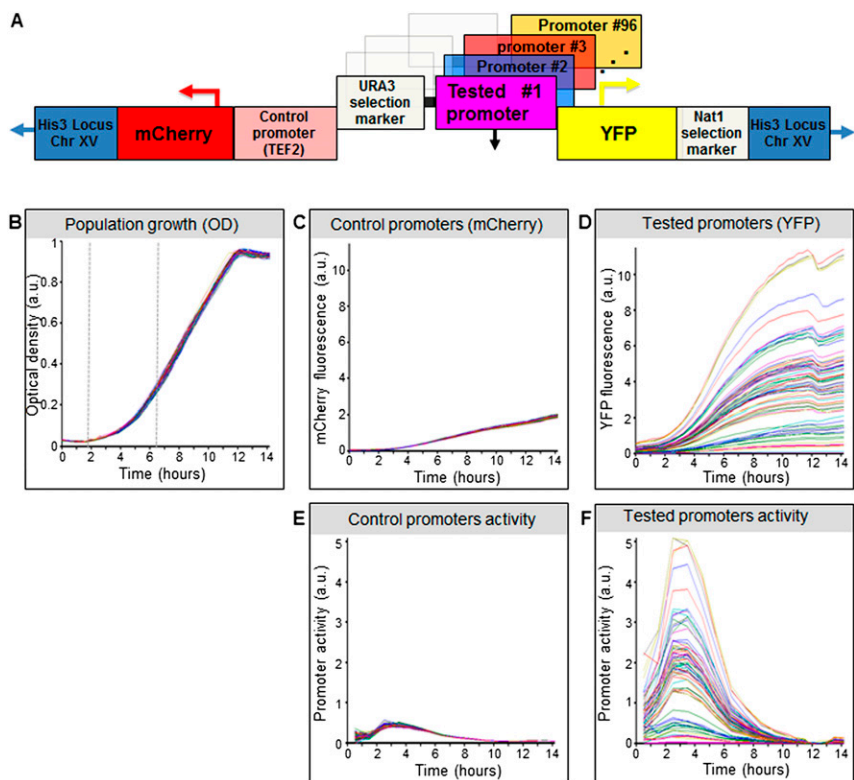 A
Promoter #96
promoter #3
Promoter #2
URA3
selection
marker
Tested #1
promoter
His3 Locus
Chr XV
mCherry
Control
promoter
(TEF2)
YFP
Nat1
selection
marker
His3 Locus
Chr XV
B
Population growth (OD)
Optical density (a.u.)
1
0.8
0.6
0.4
0.2
0
0 2 4 6 8 10 12 14
Time (hours)
C
Control promoters (mCherry)
mCherry fluorescence (a.u.)
10
8
6
4
2
0
0 2 4 6 8 10 12 14
Time (hours)
D
Tested promoters (YFP)
YFP fluorescence (a.u.)
10
8
6
4
2
0
0 2 4 6 8 10 12 14
Time (hours)
E
Control promoters activity
Promoter activity (a.u.)
5
4
3
2
1
0
0 2 4 6 8 10 12 14
Time (hours)
F
Tested promoters activity
Promoter activity (a.u.)
5
4
3
2
1
0
0 2 4 6 8 10 12 14
Time (hours)